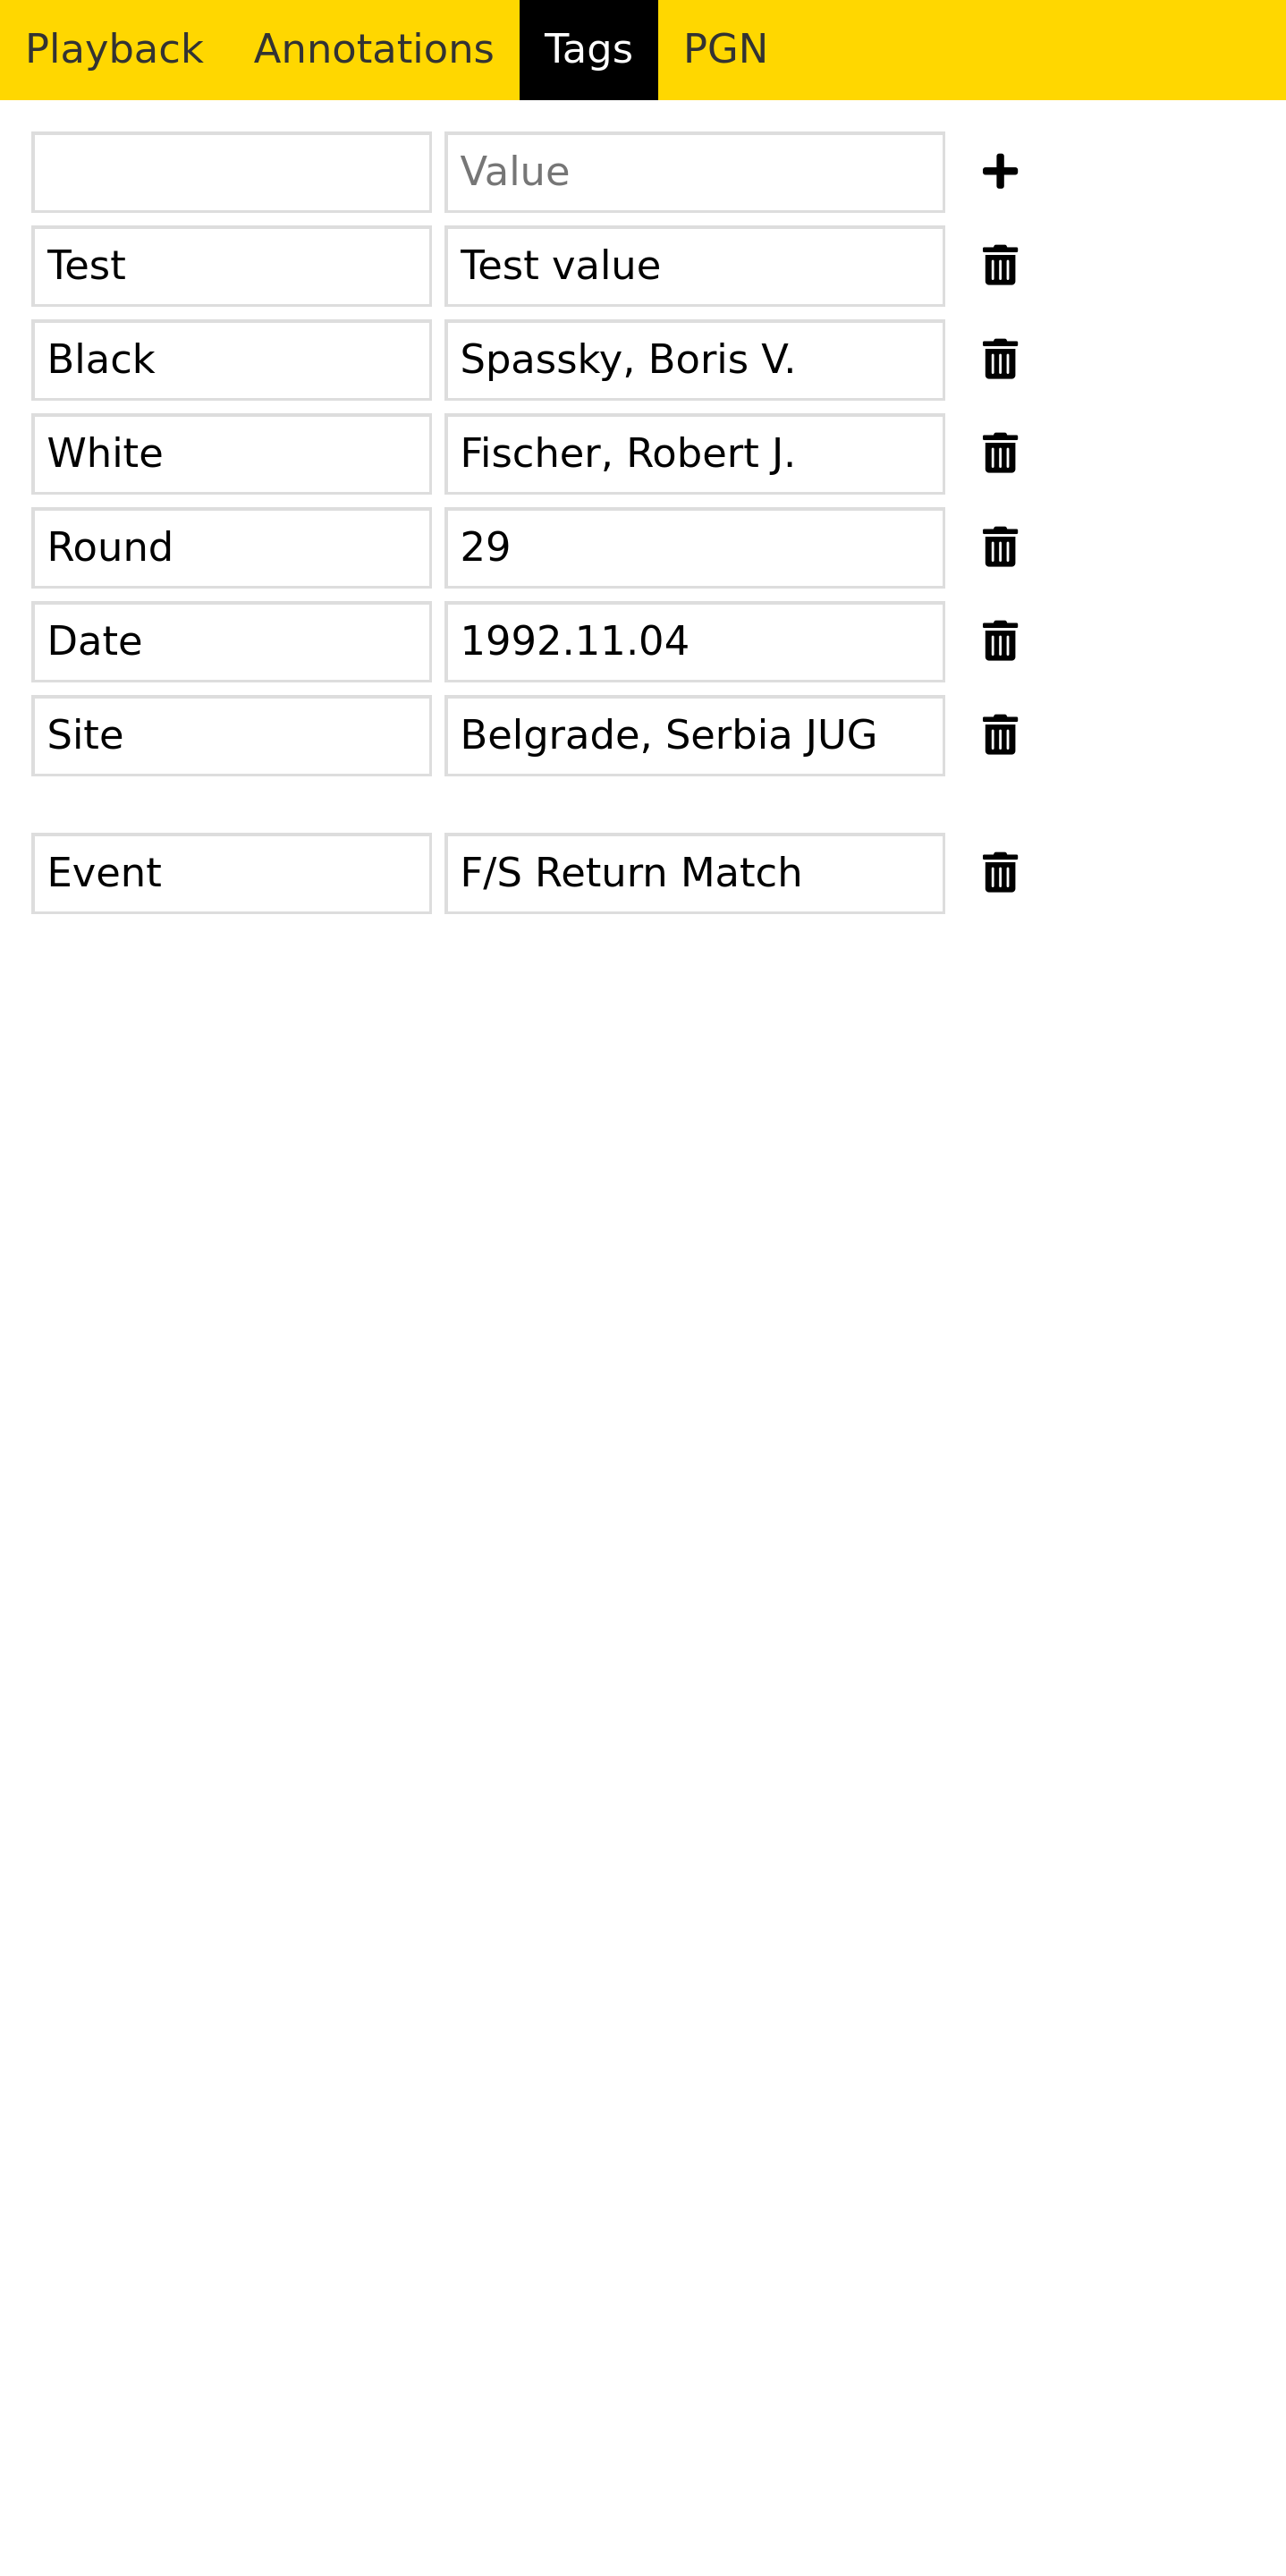 Playback Annotations Tags PGN
Value
Test Test value
Black Spassky, Boris V.
White Fischer, Robert J.
Round 29
Date 1992.11.04
Site Belgrade, Serbia JUG
Event F/S Return Match